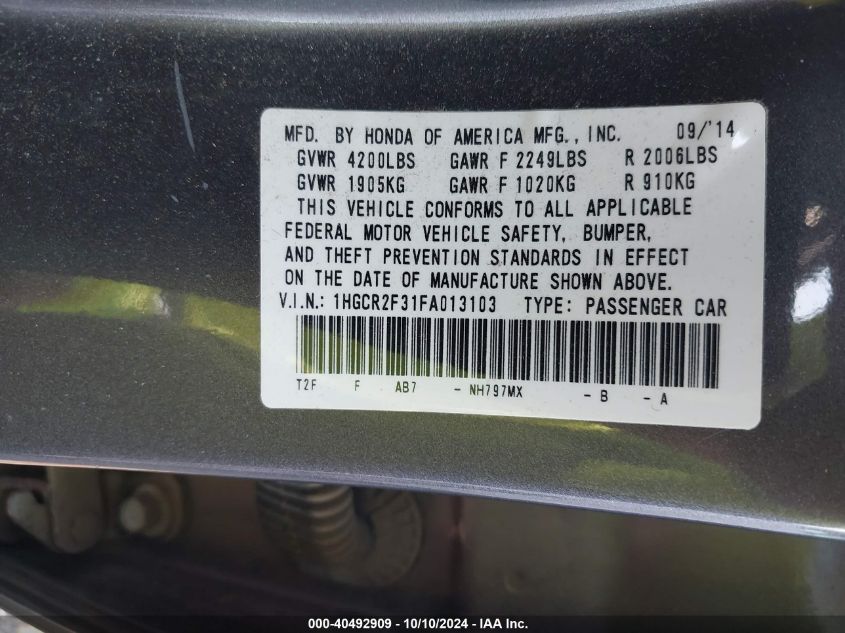 MFD. BY HONDA OF AMERICA MFG., INC. 09/'14
GVWR 4200LBS GAWR F 2249LBS R 2006LBS
GVWR 1905KG GAWR F 1020KG R 910KG
THIS VEHICLE CONFORMS TO ALL APPLICABLE
FEDERAL MOTOR VEHICLE SAFETY, BUMPER,
AND THEFT PREVENTION STANDARDS IN EFFECT
ON THE DATE OF MANUFACTURE SHOWN ABOVE.
V.I.N.: 1HGCR2F31FA013103 TYPE: PASSENGER CAR
T2F F AB7 - NH797MX - B - A
000-40492909 - 10/10/2024 - IAA Inc.